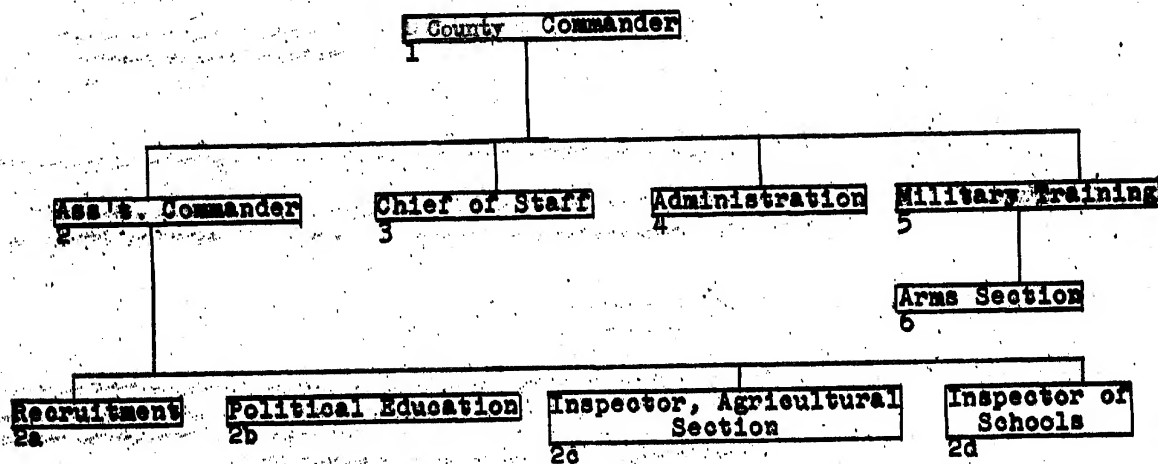 County Commander
1
Ass't. Commander
2
Chief of Staff
3
Administration
4
Military Training
5
Arms Section
6
Recruitment
2a
Political Education
2b
Inspector, Agricultural
Section
2c
Inspector of
Schools
2d